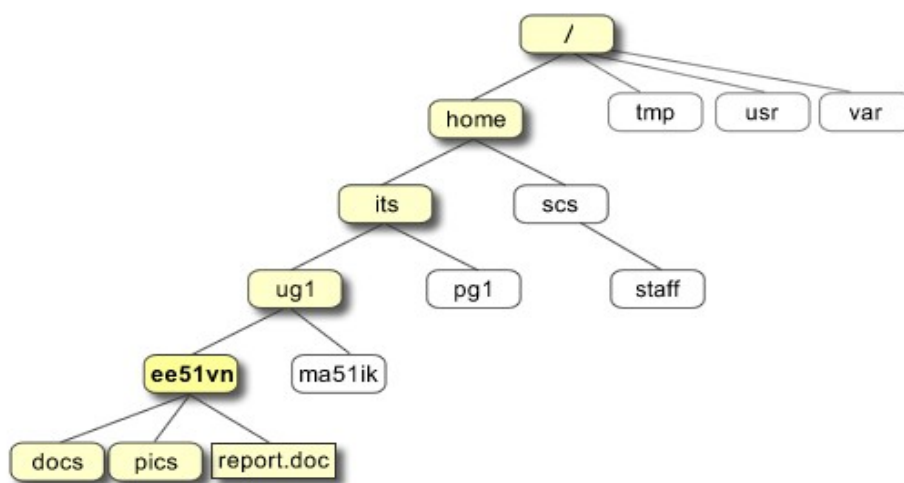 /
home
tmp
usr
var
its
scs
ug1
pg1
staff
ee51vn
ma51ik
docs
pics
report.doc